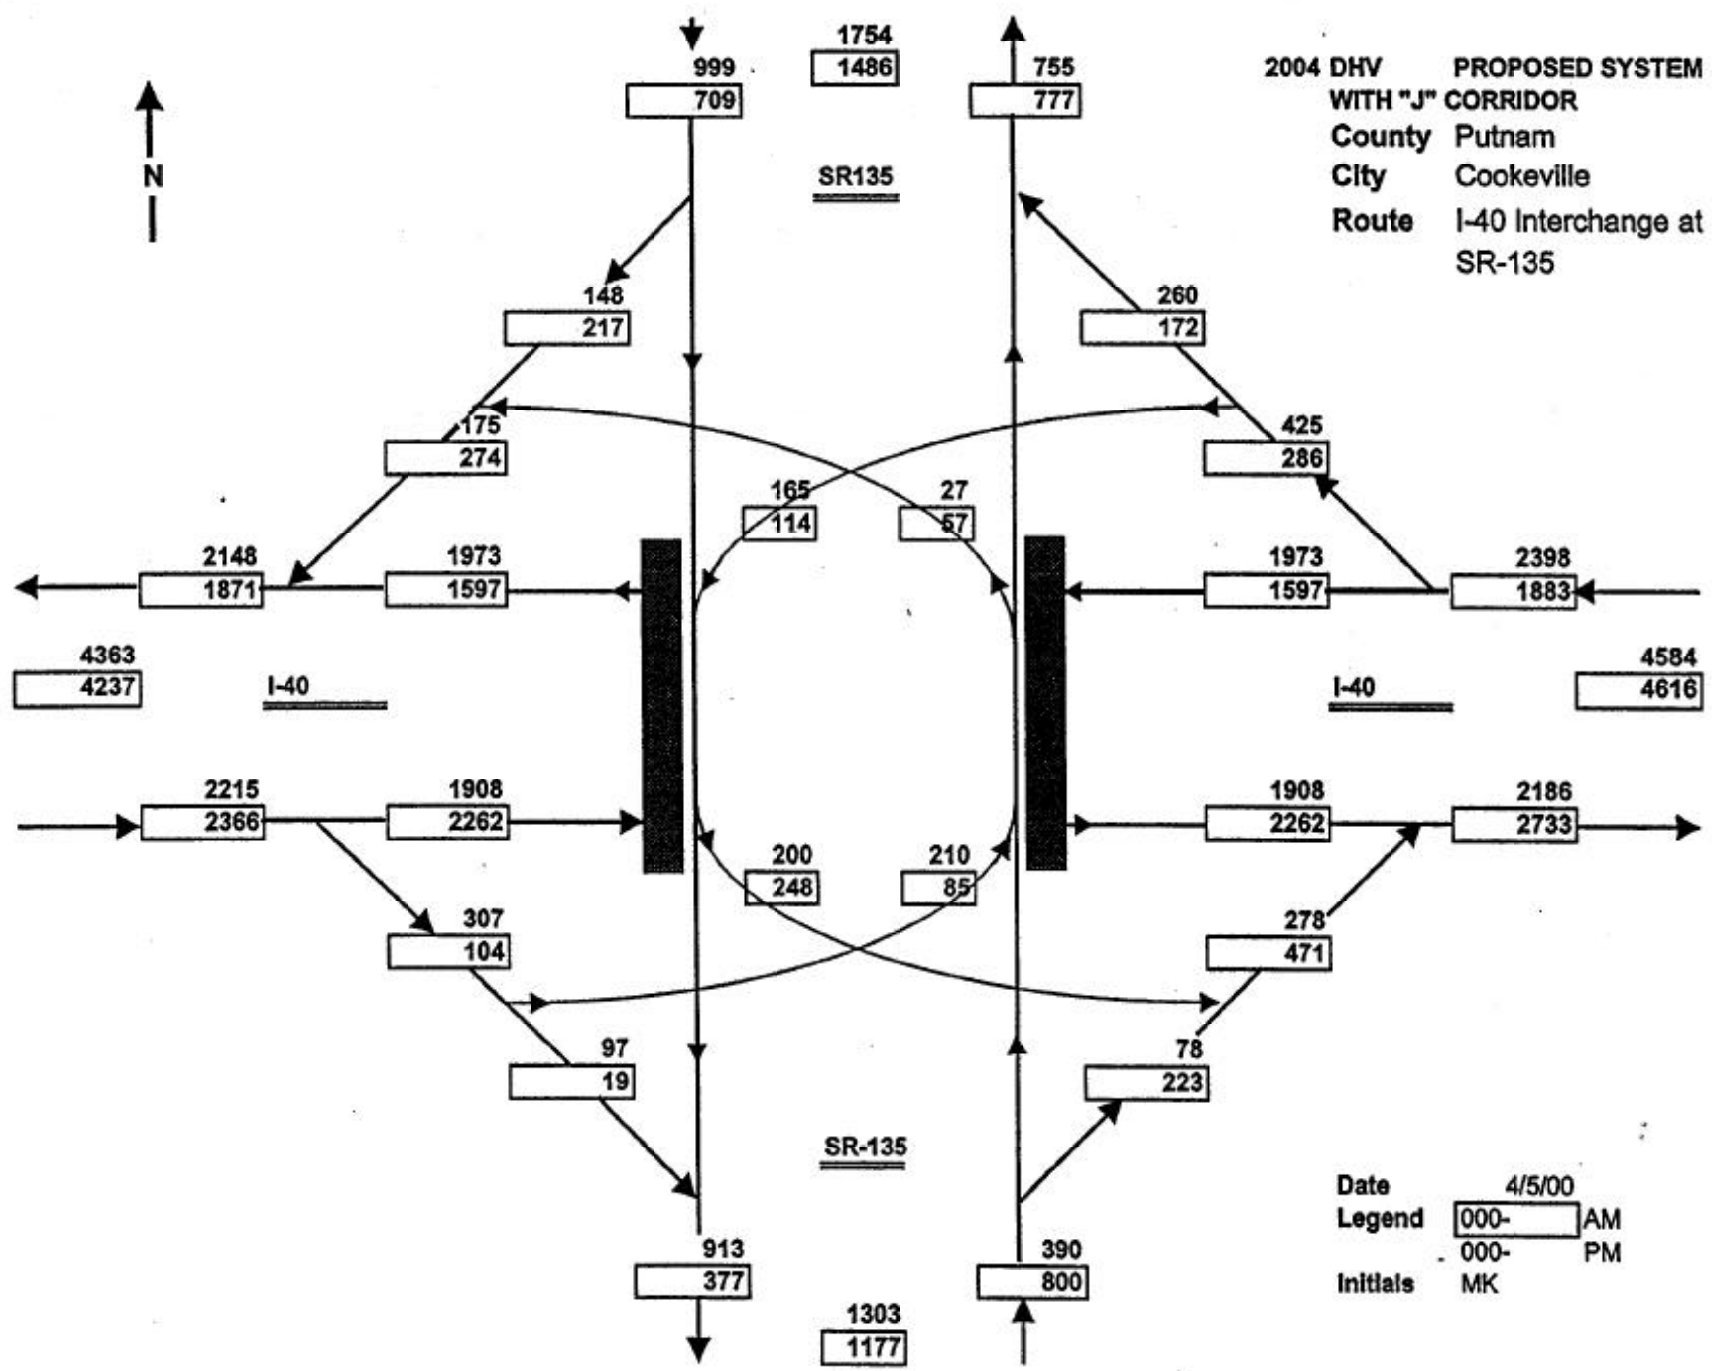 1754
999 1486 755
709 777
2004 DHV PROPOSED SYSTEM
WITH "J" CORRIDOR
County Putnam
City Cookeville
Route I-40 Interchange at
SR-135
N
SR135
148 260
217 172
175 425
274 286
165 27
114 57
2148 1973 1973 2398
1871 1597 1597 1883
4363 4584
4237 I-40 I-40 4616
2215 1908 1908 2186
2366 2262 2262 2733
200 210
248 85
307 278
104 471
97 78
19 223
SR-135
Date 4/5/00
Legend 000- AM
000- PM
Initials MK
913 390
377 800
1303
1177